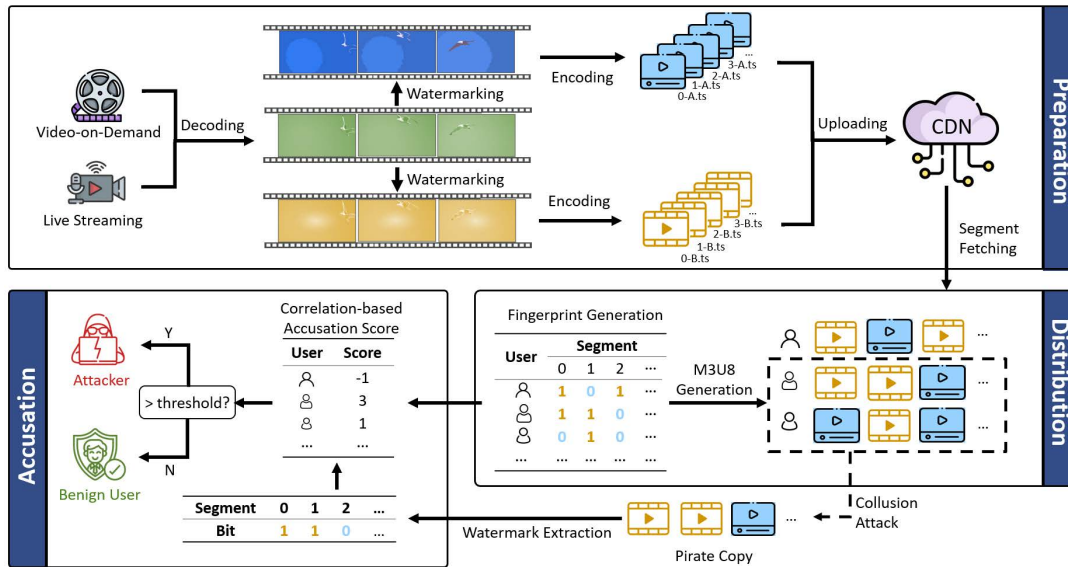 Video-on-Demand
Live Streaming
Decoding
Watermarking
Watermarking
Encoding
Encoding
0-A.ts
1-A.ts
2-A.ts
3-A.ts
...
0-B.ts
1-B.ts
2-B.ts
3-B.ts
...
Uploading
CDN
Segment
Fetching
Preparation
Accusation
Attacker
Benign User
Y
N
> threshold?
Correlation-based
Accusation Score
User Score
-1
3
1
... ...
Segment 0 1 2 ...
Bit 1 1 0 ...
Fingerprint Generation
Segment
User
0 1 2 ...
1 0 1 ...
1 1 0 ...
0 1 0 ...
... ... ... ... ...
M3U8
Generation
...
...
...
Distribution
Collusion
Attack
...
Watermark Extraction
Pirate Copy